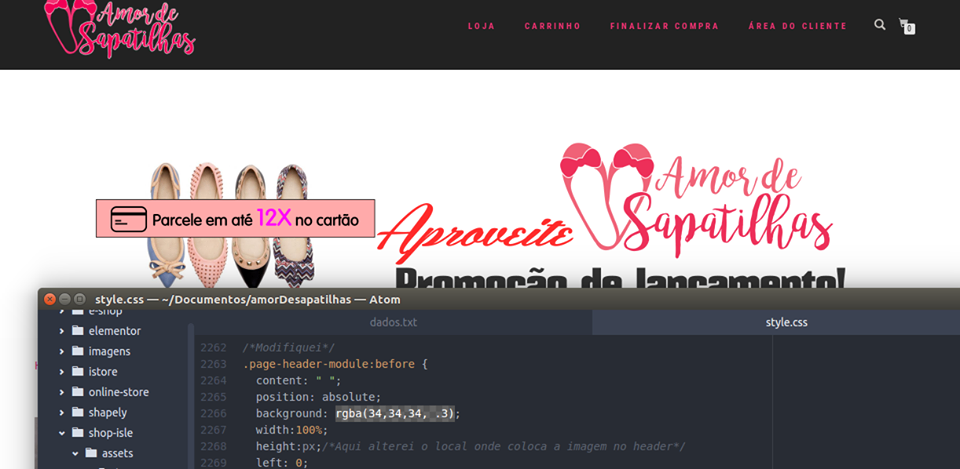 Amor de
Sapatilhas
LOJA CARRINHO FINALIZAR COMPRA ÁREA DO CLIENTE 0
Amor de
Sapatilhas
Parcele em até 12X no cartão
Aproveite
Promoção de lançamento!
style.css — ~/Documentos/amorDesapatilhas — Atom
e-shop
elementor
imagens
istore
online-store
shapely
shop-isle
assets
dados.txt style.css
2262 /*Modifiquei*/
2263 .page-header-module:before {
2264 content: " ";
2265 position: absolute;
2266 background: rgba(34,34,34, .3);
2267 width:100%;
2268 height:px;/*Aqui alterei o local onde coloca a imagem no header*/
2269 left: 0;